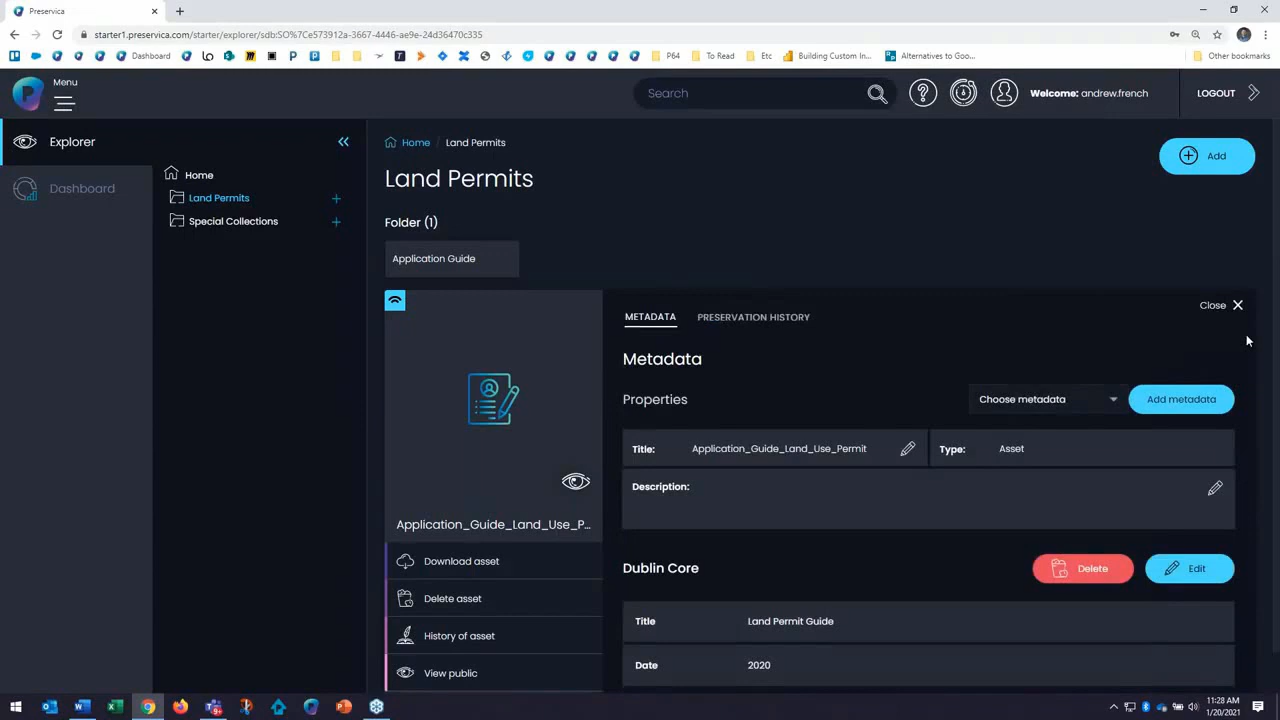 Preservica
starter1.preservica.com/starter/explorer/sdb:SO%7Ce573912a-3667-4446-ae9e-24d36470c335
Dashboard
P64
To Read
Etc
Building Custom In...
Alternatives to Goo...
Other bookmarks
Menu
Search
Welcome: andrew.french
LOGOUT
Explorer
Dashboard
Home
Land Permits
Special Collections
Home / Land Permits
Add
Land Permits
Folder (1)
Application Guide
Application_Guide_Land_Use_P...
Download asset
Delete asset
History of asset
View public
METADATA
PRESERVATION HISTORY
Close
Metadata
Properties
Choose metadata
Add metadata
Title: Application_Guide_Land_Use_Permit
Type: Asset
Description:
Dublin Core
Delete
Edit
Title Land Permit Guide
Date 2020
11:28 AM
1/20/2021